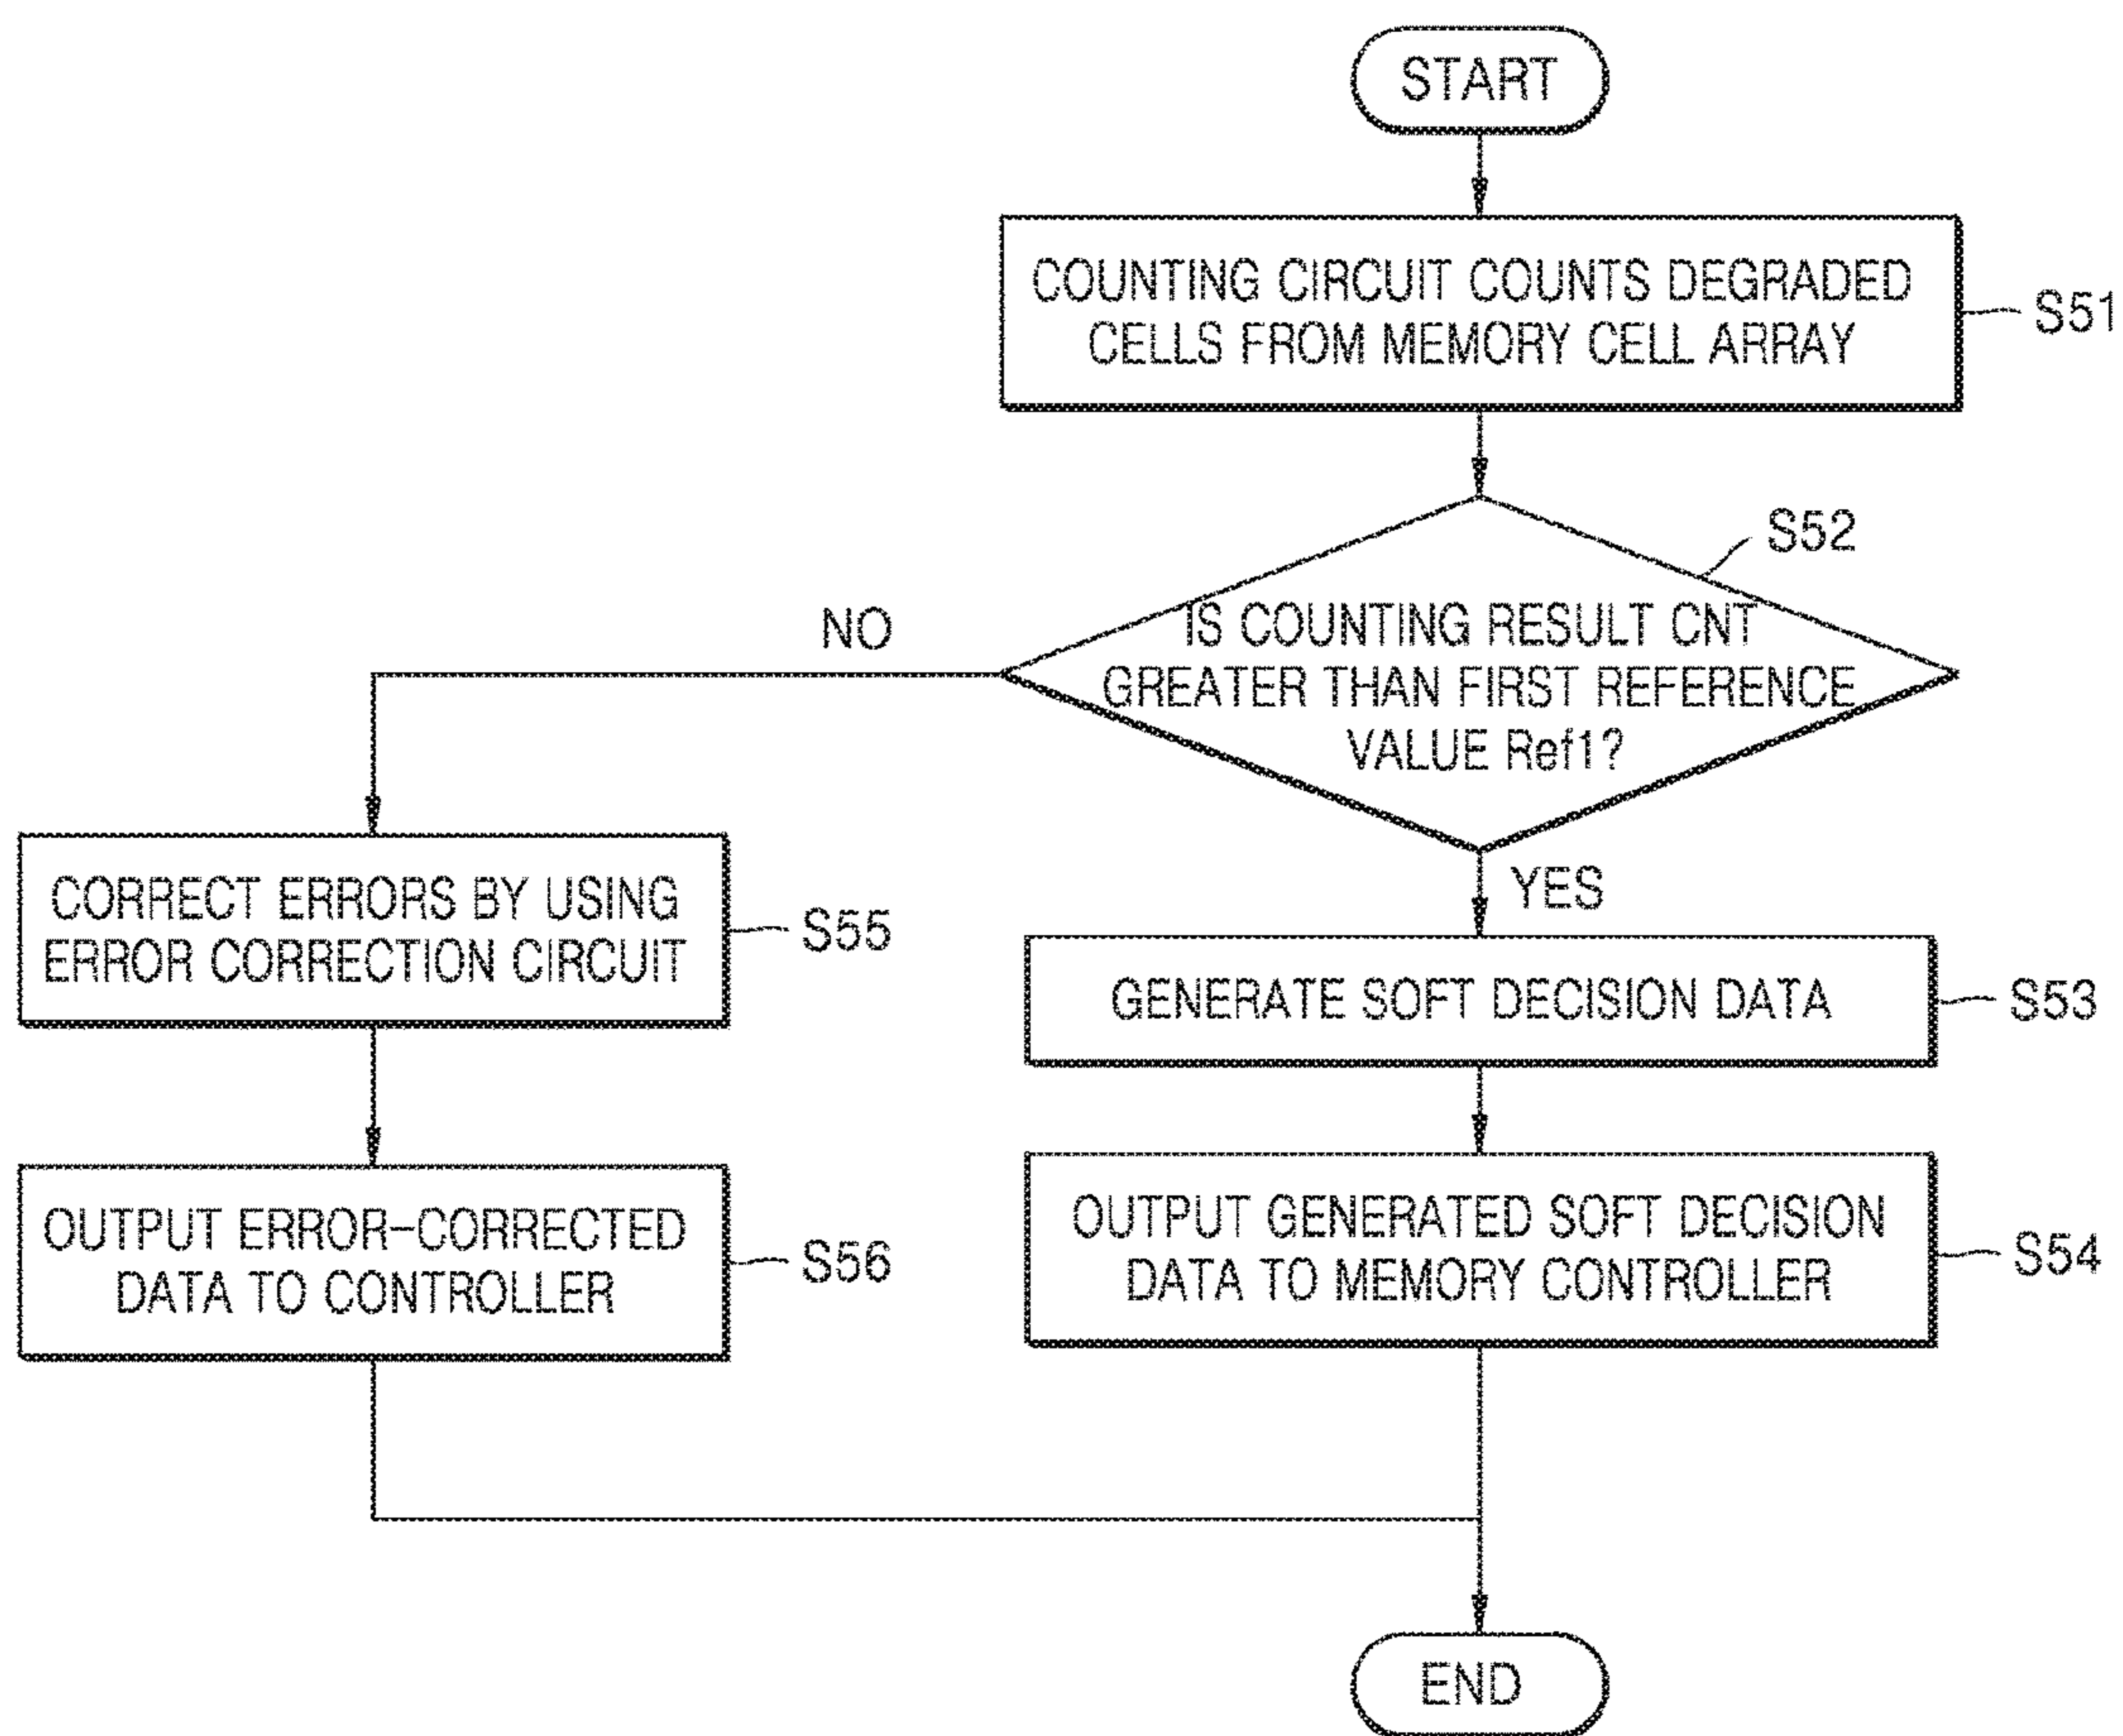 START
COUNTING CIRCUIT COUNTS DEGRADED
CELLS FROM MEMORY CELL ARRAY
S51
S52
IS COUNTING RESULT CNT
GREATER THAN FIRST REFERENCE
VALUE Ref1?
NO
YES
CORRECT ERRORS BY USING
ERROR CORRECTION CIRCUIT
S55
GENERATE SOFT DECISION DATA
S53
OUTPUT ERROR-CORRECTED
DATA TO CONTROLLER
S56
OUTPUT GENERATED SOFT DECISION
DATA TO MEMORY CONTROLLER
S54
END